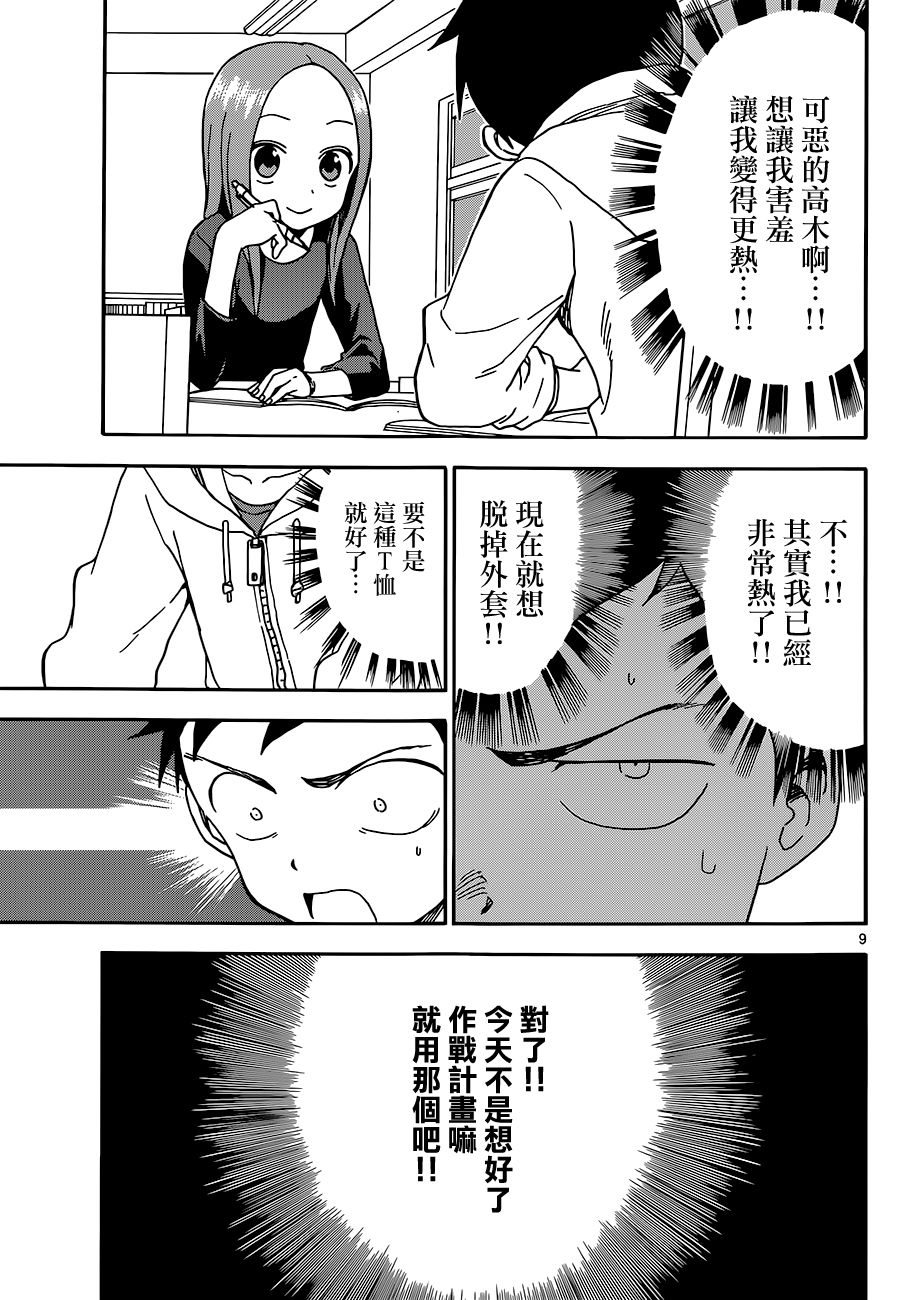 可惡的高木啊…!!
想讓我害羞
讓我變得更熱…!!
不…!!
其實我已經
非常熱了!!
現在就想
脫掉外套!!
要不是
這種T恤
就好了…
9
對了!!
今天不是想好了
作戰計畫嘛
就用那個吧!!